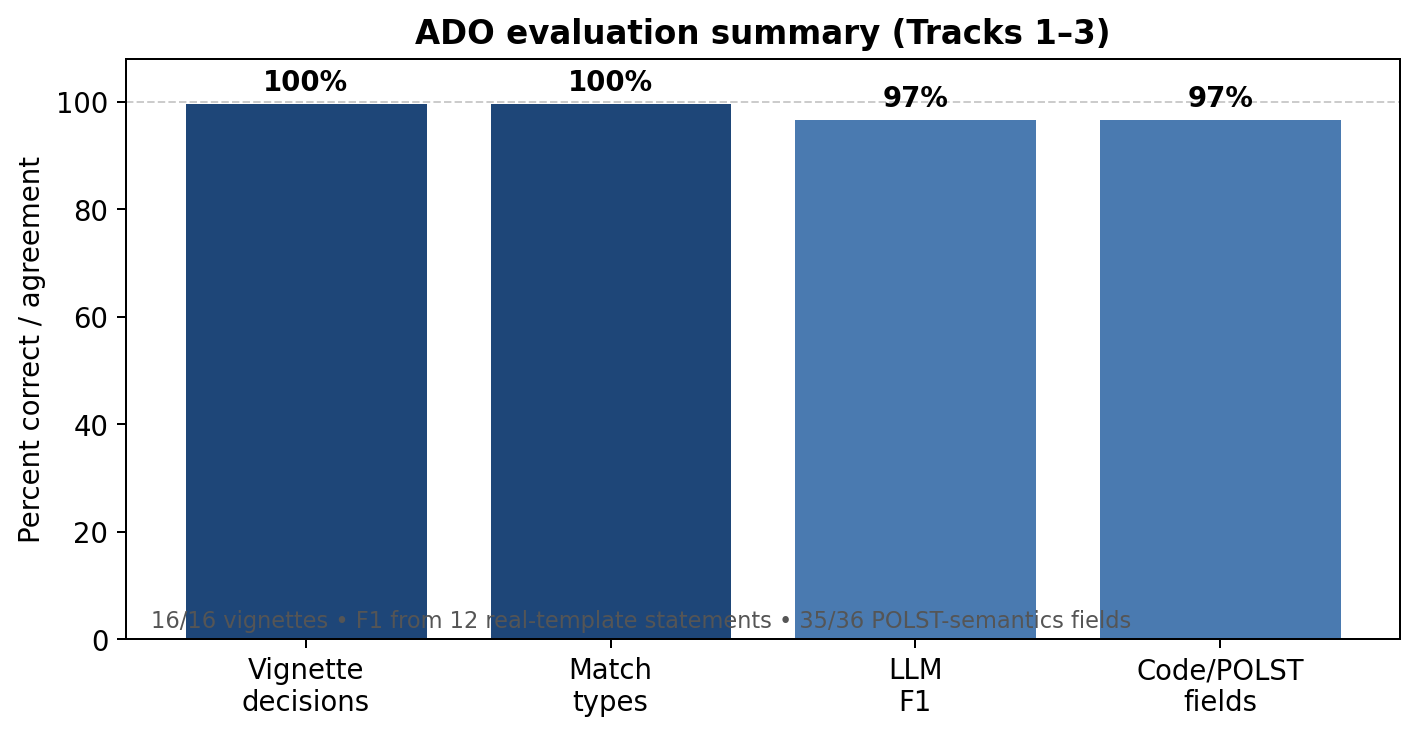 ADO evaluation summary (Tracks 1–3)
Percent correct / agreement
100
80
60
40
20
0
100%
100%
97%
97%
16/16 vignettes • F1 from 12 real-template statements • 35/36 POLST-semantics fields
Vignette
decisions
Match
types
LLM
F1
Code/POLST
fields